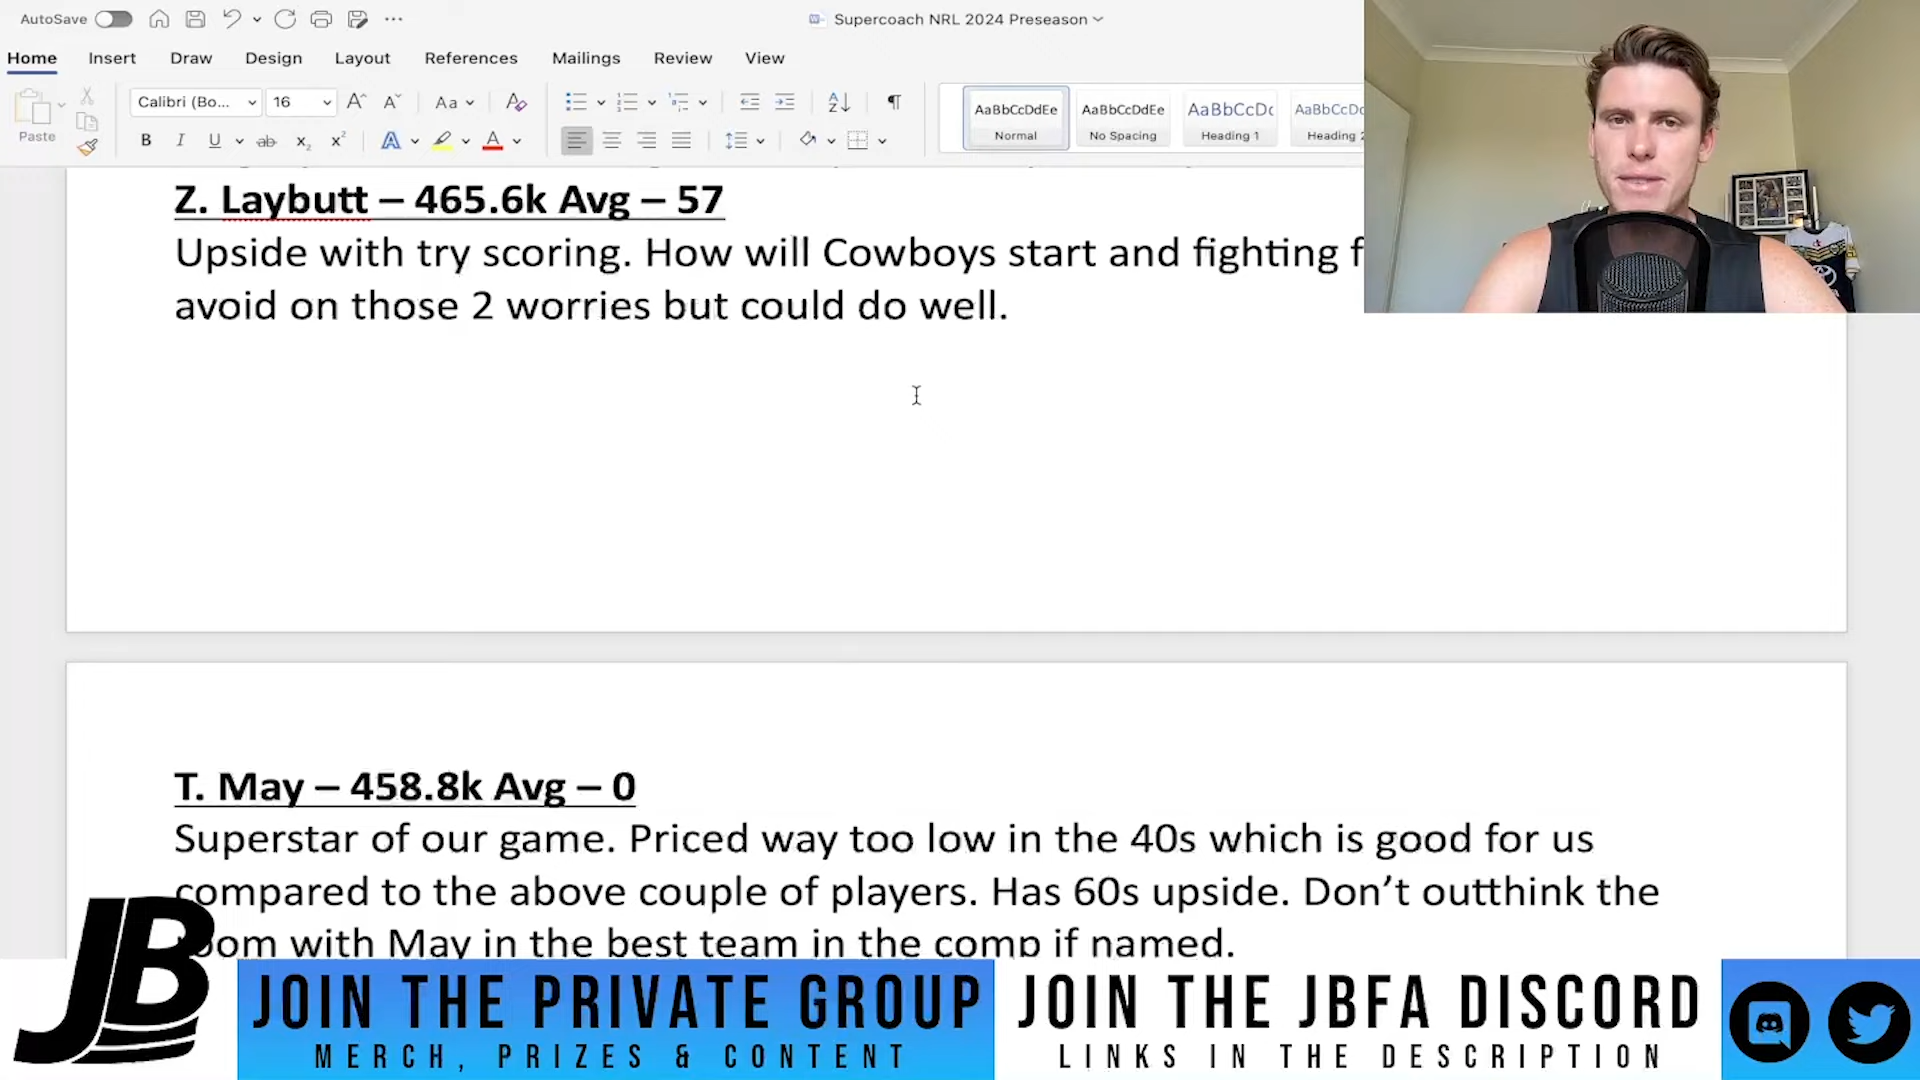 AutoSave
Supercoach NRL 2024 Preseason
Home Insert Draw Design Layout References Mailings Review View
Paste
Calibri (Bo... 16
Aa
AaBbCcDdEe AaBbCcDdEe AaBbCcDc AaBbCcDc
Normal No Spacing Heading 1 Heading 2
Z. Laybutt – 465.6k Avg – 57
Upside with try scoring. How will Cowboys start and fighting f
avoid on those 2 worries but could do well.
T. May – 458.8k Avg – 0
Superstar of our game. Priced way too low in the 40s which is good for us
compared to the above couple of players. Has 60s upside. Don't outthink the
room with May in the best team in the comp if named.
JB
JOIN THE PRIVATE GROUP
MERCH, PRIZES & CONTENT
JOIN THE JBFA DISCORD
LINKS IN THE DESCRIPTION